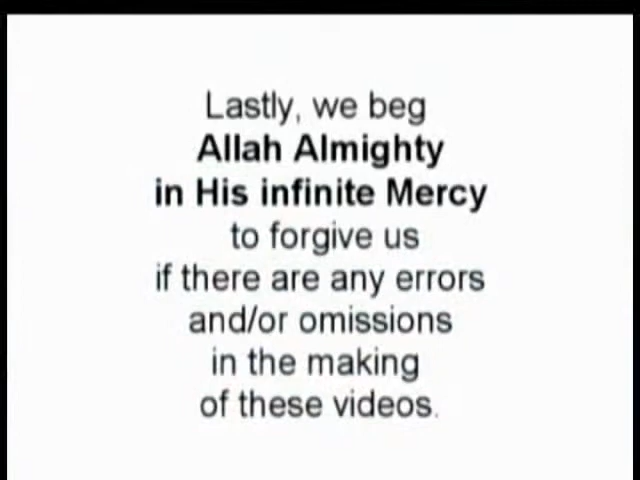 Lastly, we beg
Allah Almighty
in His infinite Mercy
to forgive us
if there are any errors
and/or omissions
in the making
of these videos.